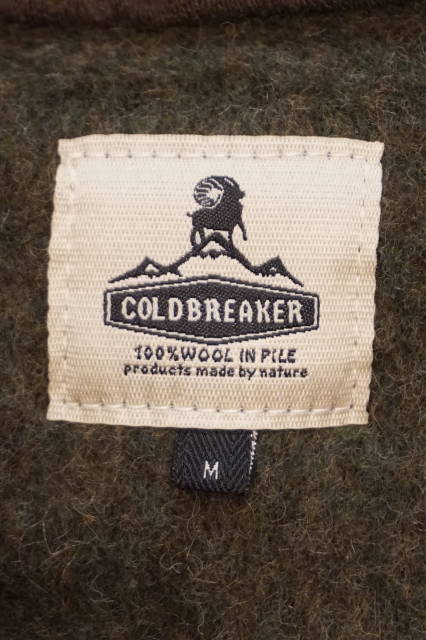 COLDBREAKER
100%WOOL IN PILE
products made by nature
M